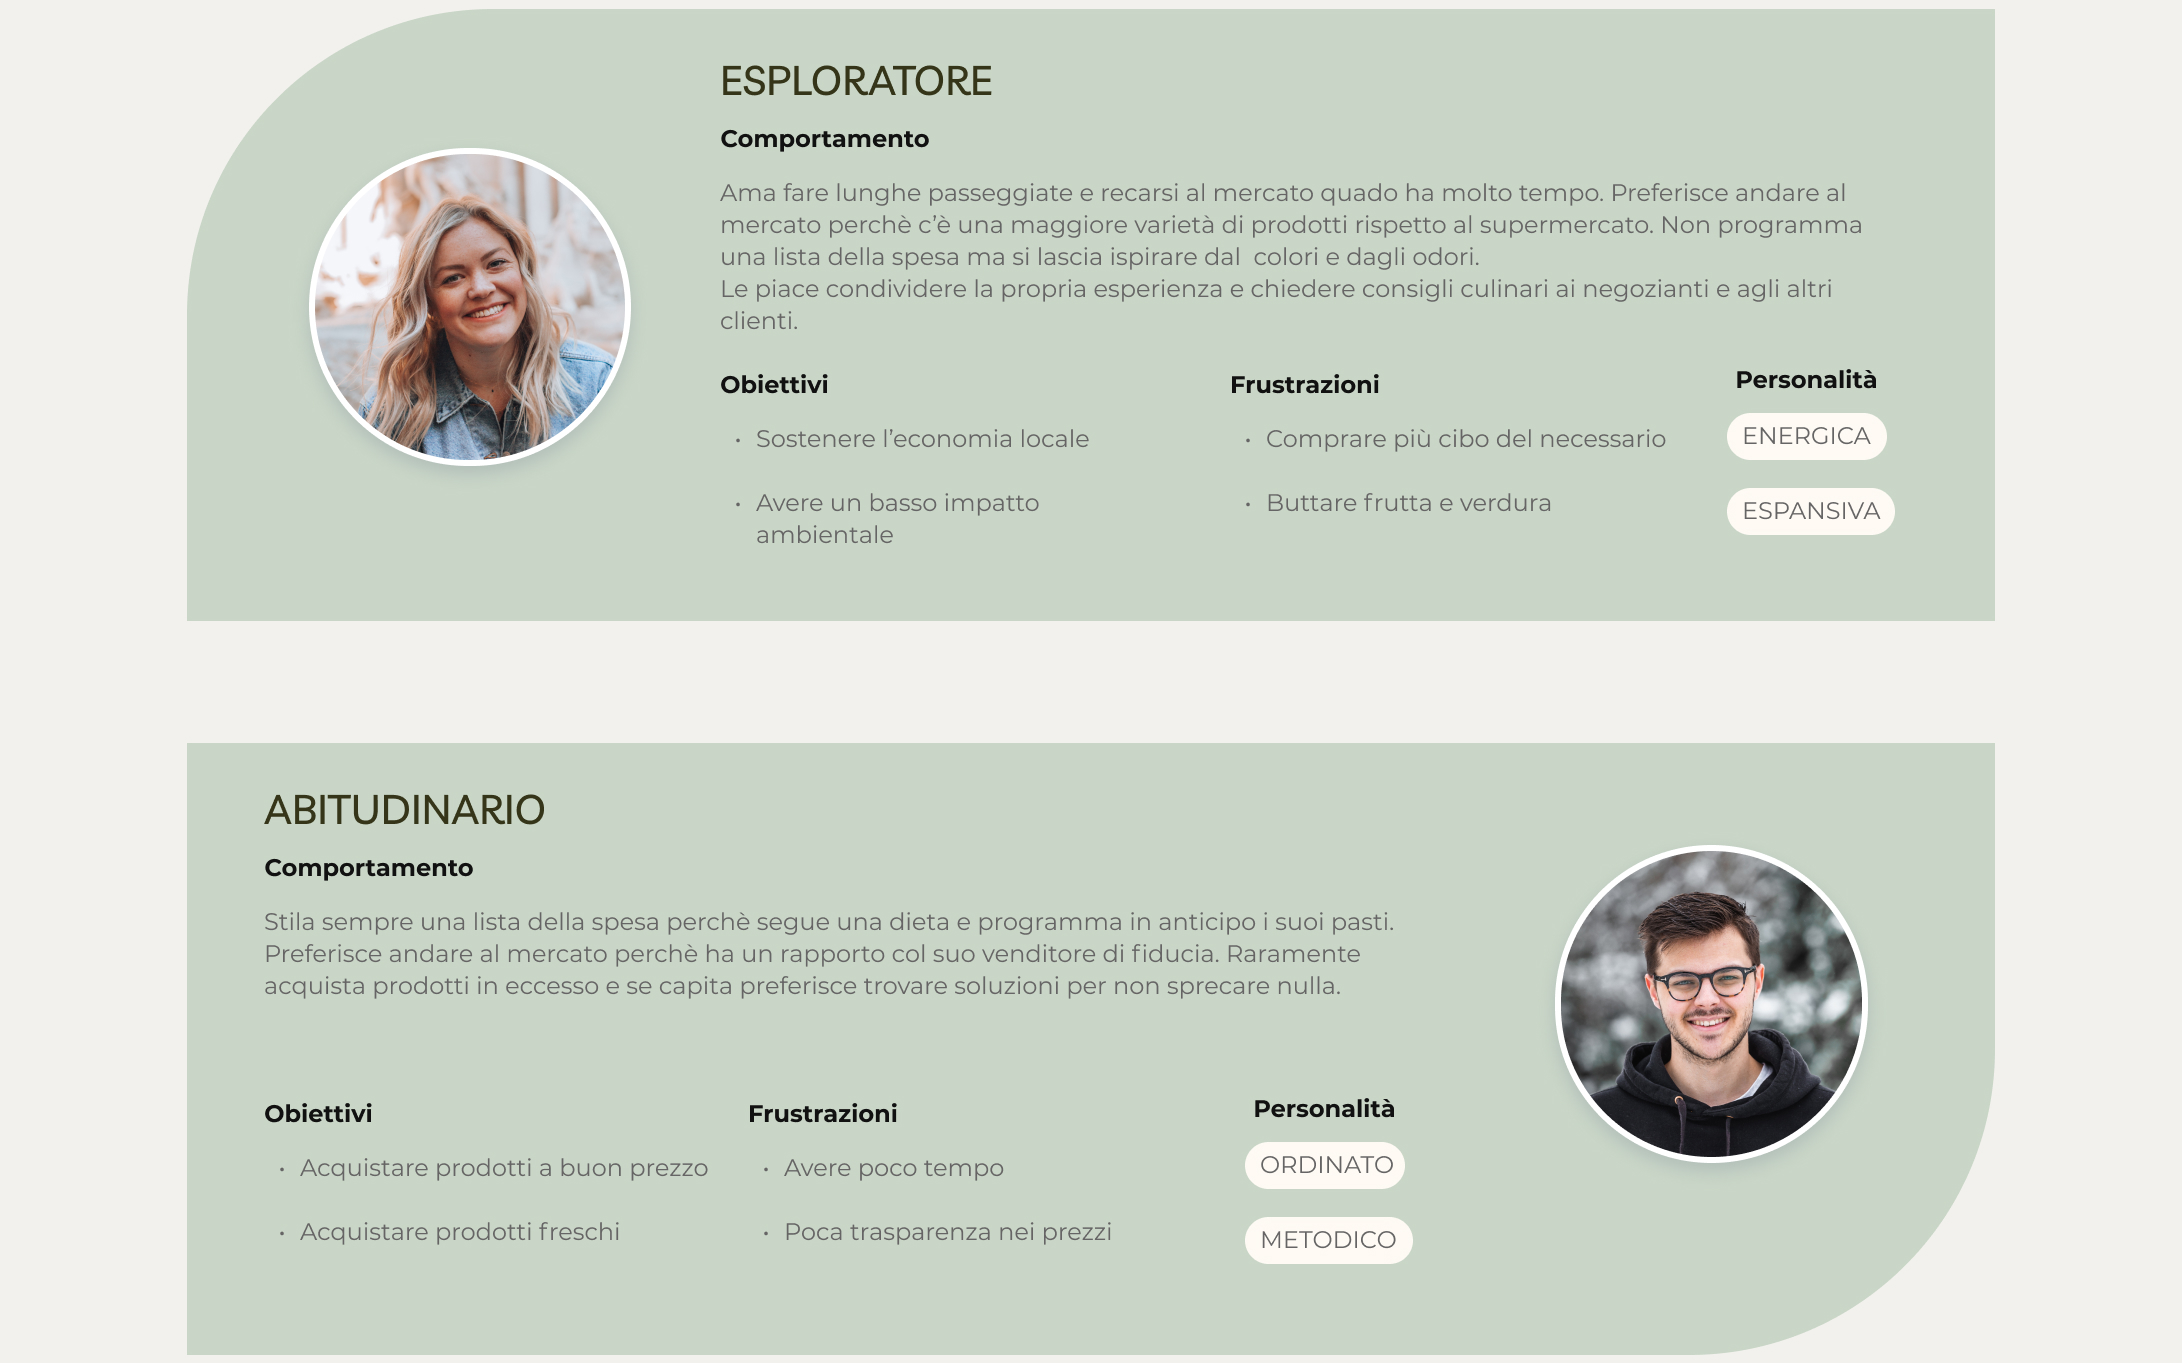 ESPLORATORE
Comportamento
Ama fare lunghe passeggiate e recarsi al mercato quado ha molto tempo. Preferisce andare al
mercato perchè c’è una maggiore varietà di prodotti rispetto al supermercato. Non programma
una lista della spesa ma si lascia ispirare dal  colori e dagli odori.
Le piace condividere la propria esperienza e chiedere consigli culinari ai negozianti e agli altri
clienti.
Obiettivi
• Sostenere l’economia locale
• Avere un basso impatto
ambientale
Frustrazioni
• Comprare più cibo del necessario
• Buttare frutta e verdura
Personalità
ENERGICA
ESPANSIVA
ABITUDINARIO
Comportamento
Stila sempre una lista della spesa perchè segue una dieta e programma in anticipo i suoi pasti.
Preferisce andare al mercato perchè ha un rapporto col suo venditore di fiducia. Raramente
acquista prodotti in eccesso e se capita preferisce trovare soluzioni per non sprecare nulla.
Obiettivi
• Acquistare prodotti a buon prezzo
• Acquistare prodotti freschi
Frustrazioni
• Avere poco tempo
• Poca trasparenza nei prezzi
Personalità
ORDINATO
METODICO